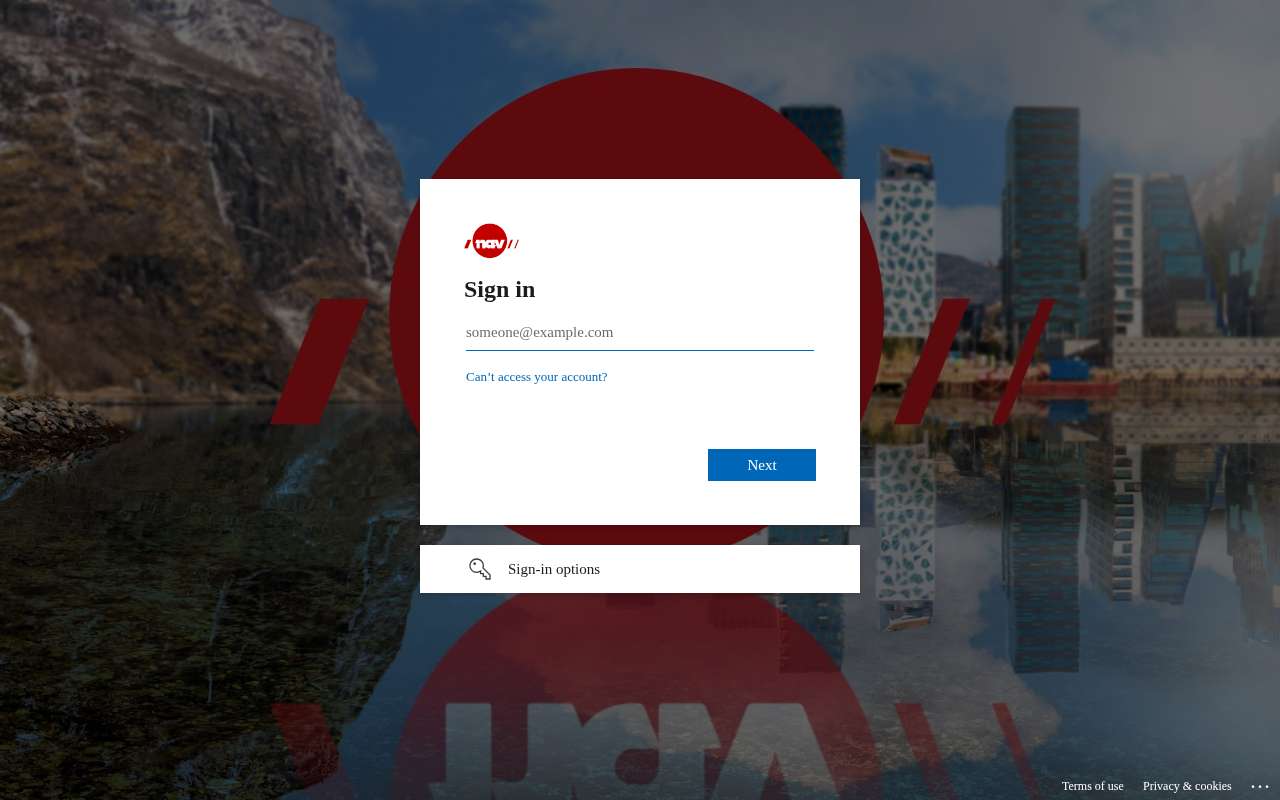 nav
Sign in
someone@example.com
Can’t access your account?
Next
Sign-in options
nav
Terms of use
Privacy & cookies